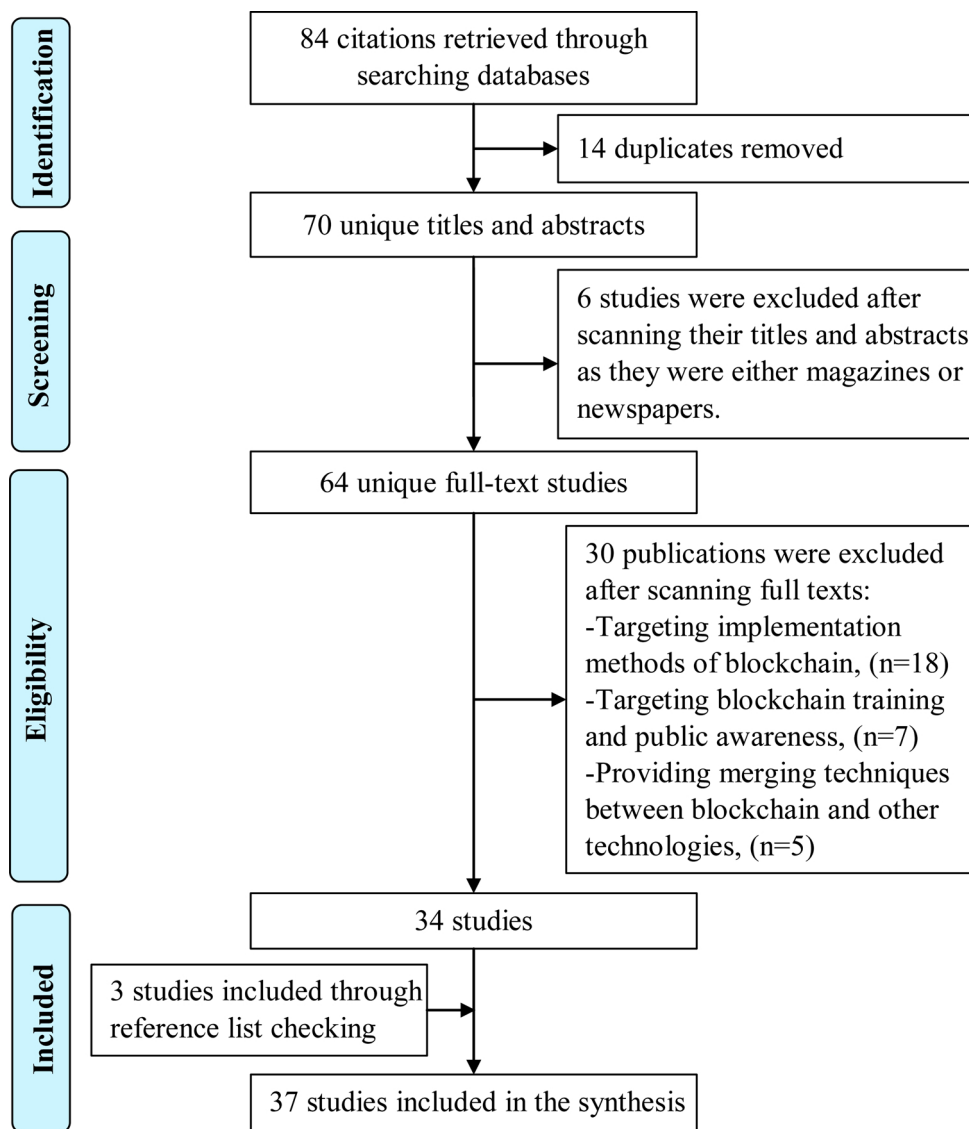 Identification
84 citations retrieved through
searching databases
14 duplicates removed
70 unique titles and abstracts
Screening
6 studies were excluded after
scanning their titles and abstracts
as they were either magazines or
newspapers.
64 unique full-text studies
Eligibility
30 publications were excluded
after scanning full texts:
-Targeting implementation
methods of blockchain, (n=18)
-Targeting blockchain training
and public awareness, (n=7)
-Providing merging techniques
between blockchain and other
technologies, (n=5)
34 studies
Included
3 studies included through
reference list checking
37 studies included in the synthesis